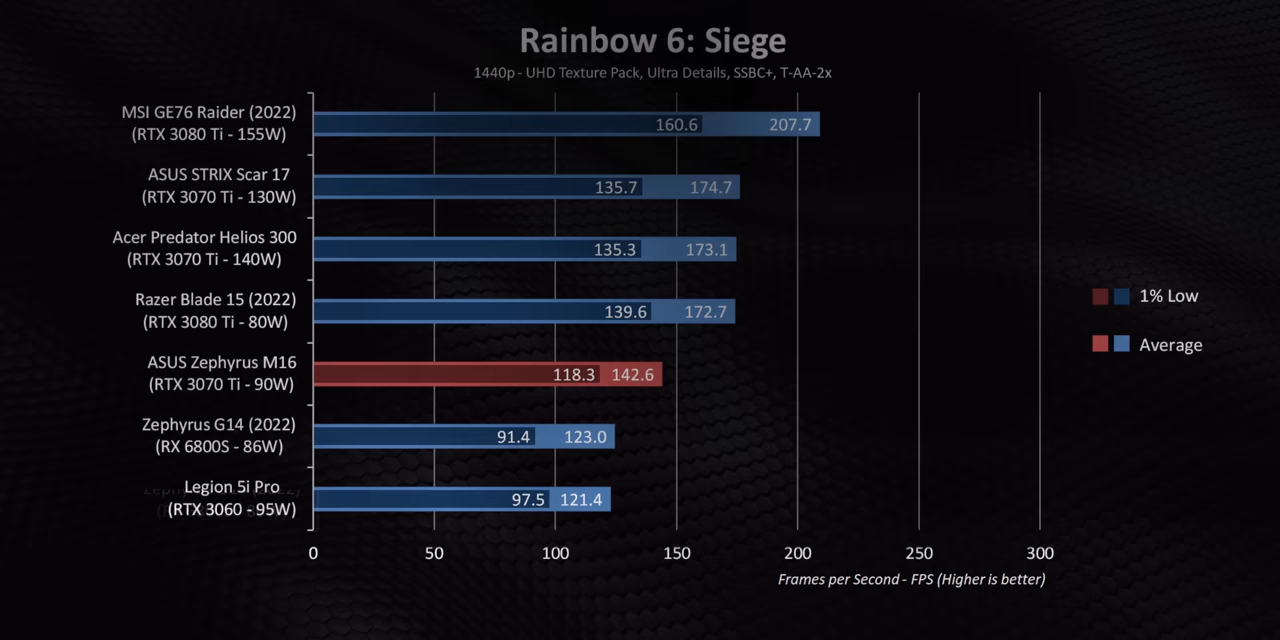 Rainbow 6: Siege
1440p - UHD Texture Pack, Ultra Details, SSBC+, T-AA-2x
MSI GE76 Raider (2022)
(RTX 3080 Ti - 155W)
160.6
207.7
ASUS STRIX Scar 17
(RTX 3070 Ti - 130W)
135.7
174.7
Acer Predator Helios 300
(RTX 3070 Ti - 140W)
135.3
173.1
Razer Blade 15 (2022)
(RTX 3080 Ti - 80W)
139.6
172.7
ASUS Zephyrus M16
(RTX 3070 Ti - 90W)
118.3
142.6
Zephyrus G14 (2022)
(RX 6800S - 86W)
91.4
123.0
Legion 5i Pro
(RTX 3060 - 95W)
97.5
121.4
1% Low
Average
0 50 100 150 200 250 300
Frames per Second - FPS (Higher is better)